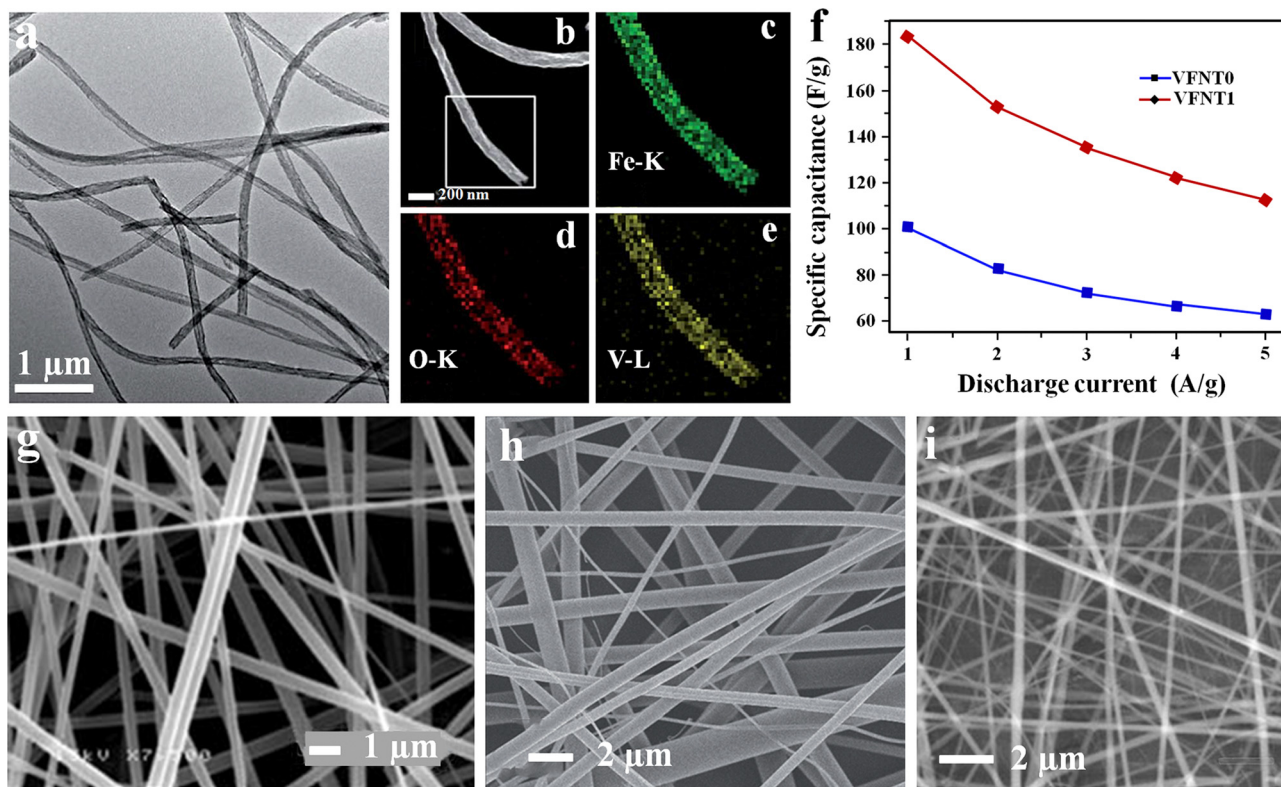 a
b
200 nm
c
Fe-K
d
O-K
e
V-L
f
Specific capacitance (F/g)
180
160
140
120
100
80
60
VFNT0
VFNT1
1 2 3 4 5
Discharge current (A/g)
1 µm
g
1 µm
h
2 µm
i
2 µm